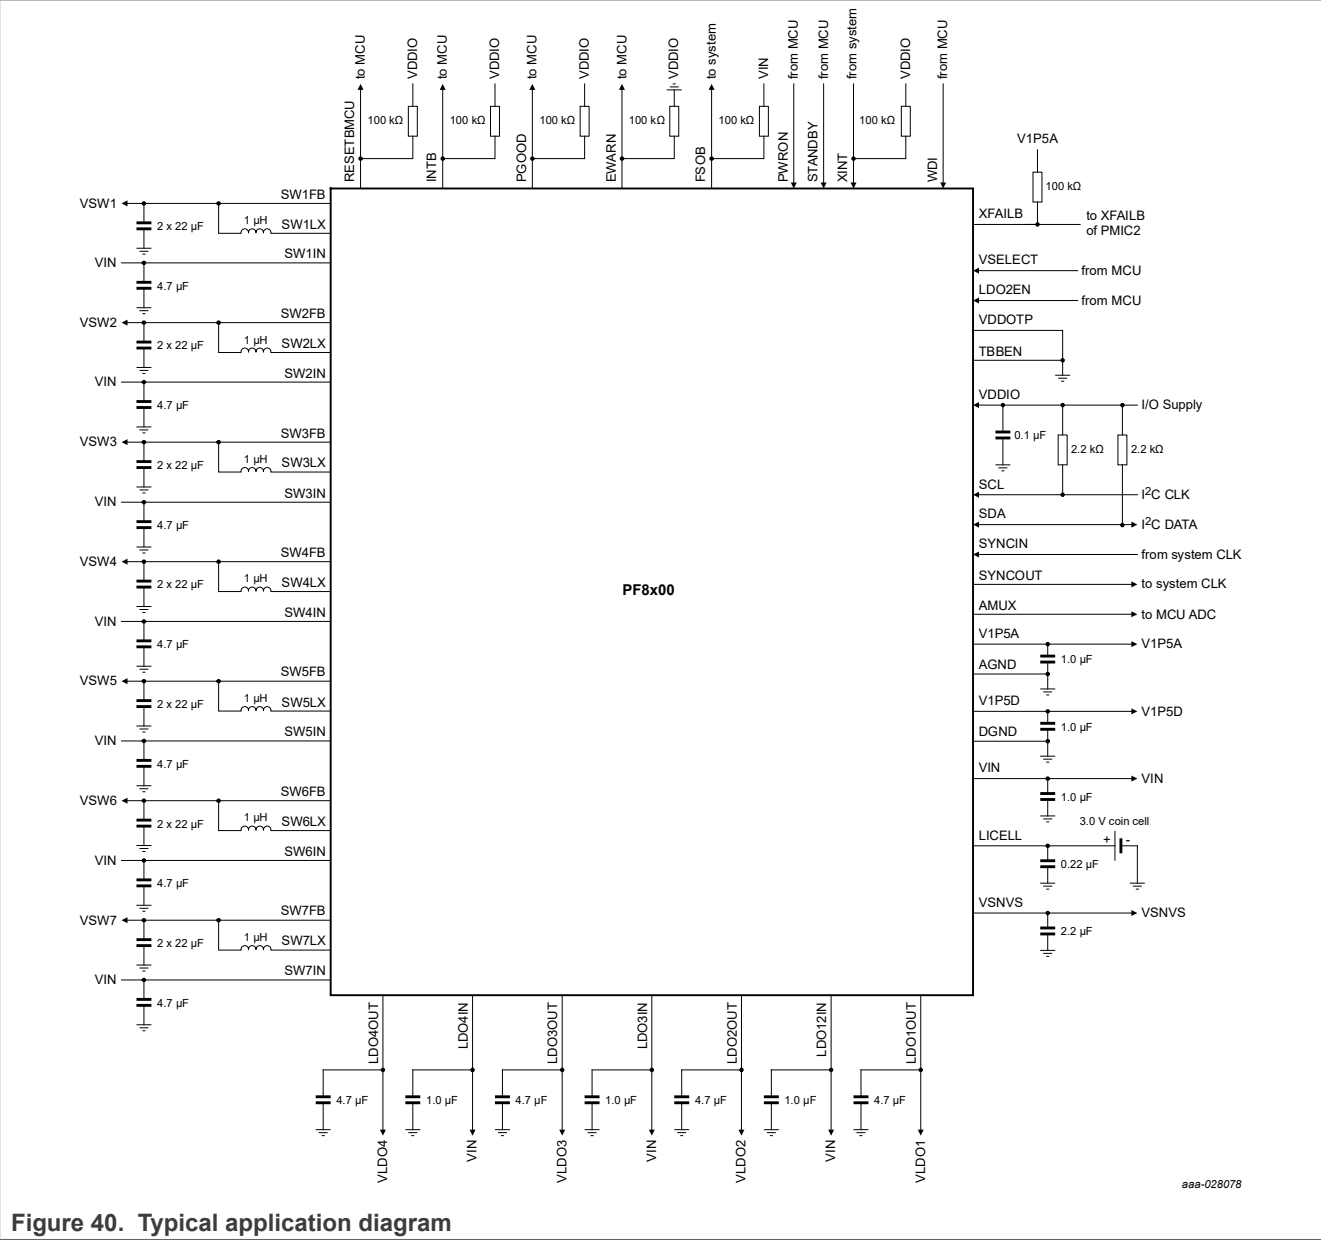 to MCU
VDDIO
to MCU
VDDIO
to MCU
VDDIO
to MCU
VDDIO
to system
VIN
from MCU
from MCU
from system
VDDIO
from MCU
100 kΩ
100 kΩ
100 kΩ
100 kΩ
100 kΩ
100 kΩ
RESETBMCU
INTB
PGOOD
EWARN
FSOB
PWRON
STANDBY
XINT
WDI
VSW1
SW1FB
2 x 22 µF
1 µH
SW1LX
VIN
SW1IN
4.7 µF
VSW2
SW2FB
2 x 22 µF
1 µH
SW2LX
VIN
SW2IN
4.7 µF
VSW3
SW3FB
2 x 22 µF
1 µH
SW3LX
VIN
SW3IN
4.7 µF
VSW4
SW4FB
2 x 22 µF
1 µH
SW4LX
VIN
SW4IN
4.7 µF
VSW5
SW5FB
2 x 22 µF
1 µH
SW5LX
VIN
SW5IN
4.7 µF
VSW6
SW6FB
2 x 22 µF
1 µH
SW6LX
VIN
SW6IN
4.7 µF
VSW7
SW7FB
2 x 22 µF
1 µH
SW7LX
VIN
SW7IN
4.7 µF
PF8x00
V1P5A
100 kΩ
XFAILB
to XFAILB
of PMIC2
VSELECT
from MCU
LDO2EN
from MCU
VDDOTP
TBBEN
VDDIO
I/O Supply
0.1 µF
2.2 kΩ
2.2 kΩ
SCL
I2C CLK
SDA
I2C DATA
SYNCIN
from system CLK
SYNCOUT
to system CLK
AMUX
to MCU ADC
V1P5A
V1P5A
1.0 µF
AGND
V1P5D
V1P5D
1.0 µF
DGND
VIN
VIN
1.0 µF
3.0 V coin cell
LICELL
+ -
0.22 µF
VSNVS
VSNVS
2.2 µF
LDO4OUT
LDO4IN
LDO3OUT
LDO3IN
LDO2OUT
LDO12IN
LDO1OUT
4.7 µF
1.0 µF
4.7 µF
1.0 µF
4.7 µF
1.0 µF
4.7 µF
VLDO4
VIN
VLDO3
VIN
VLDO2
VIN
VLDO1
aaa-028078
Figure 40. Typical application diagram